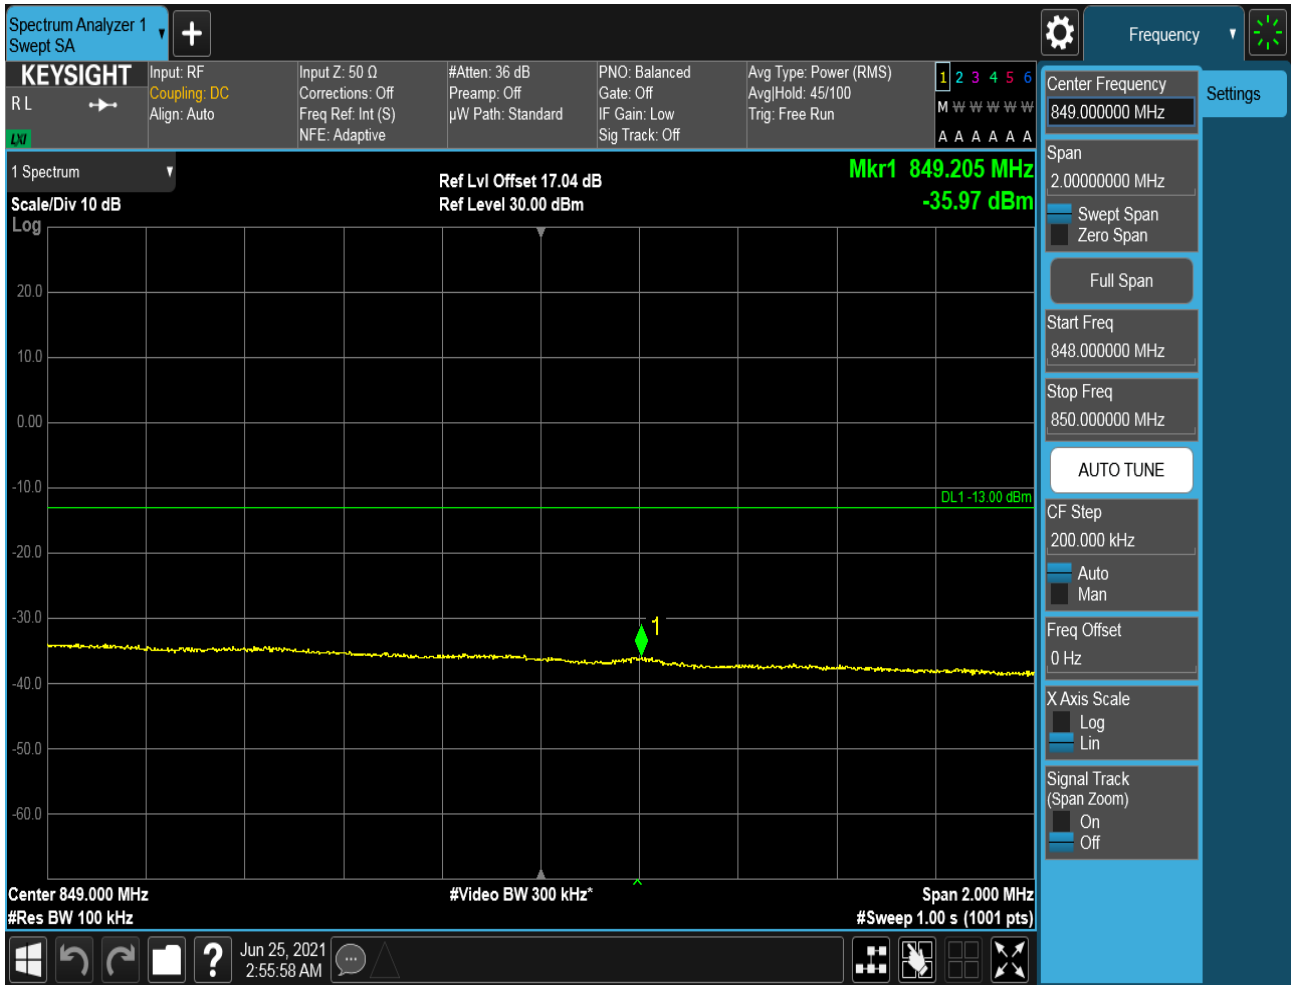 Spectrum Analyzer 1
Swept SA
Frequency
KEYSIGHT
R L
LXI
Input: RF
Coupling: DC
Align: Auto
Input Z: 50 Ω
Corrections: Off
Freq Ref: Int (S)
NFE: Adaptive
#Atten: 36 dB
Preamp: Off
µW Path: Standard
PNO: Balanced
Gate: Off
IF Gain: Low
Sig Track: Off
Avg Type: Power (RMS)
Avg|Hold: 45/100
Trig: Free Run
1 2 3 4 5 6
M W W W W W
A A A A A A
1 Spectrum
Scale/Div 10 dB
Log
Ref Lvl Offset 17.04 dB
Ref Level 30.00 dBm
Mkr1 849.205 MHz
-35.97 dBm
20.0
10.0
0.00
-10.0
DL1 -13.00 dBm
-20.0
-30.0
1
-40.0
-50.0
-60.0
Center 849.000 MHz
#Video BW 300 kHz*
Span 2.000 MHz
#Res BW 100 kHz
#Sweep 1.00 s (1001 pts)
Center Frequency
849.000000 MHz
Settings
Span
2.00000000 MHz
Swept Span
Zero Span
Full Span
Start Freq
848.000000 MHz
Stop Freq
850.000000 MHz
AUTO TUNE
CF Step
200.000 kHz
Auto
Man
Freq Offset
0 Hz
X Axis Scale
Log
Lin
Signal Track
(Span Zoom)
On
Off
?
Jun 25, 2021
2:55:58 AM